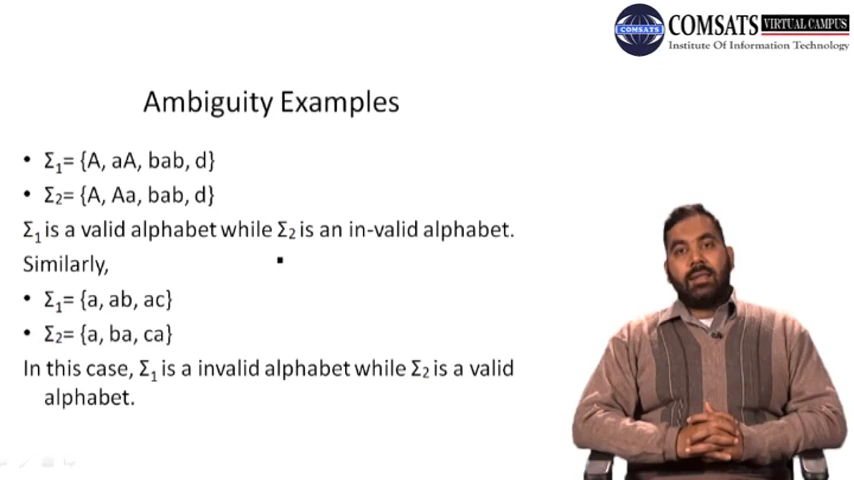 COMSATS VIRTUAL CAMPUS
COMSATS
Institute Of Information Technology
Ambiguity Examples
• Σ₁= {A, aA, bab, d}
• Σ₂= {A, Aa, bab, d}
Σ₁ is a valid alphabet while Σ₂ is an in-valid alphabet.
Similarly,
• Σ₁= {a, ab, ac}
• Σ₂= {a, ba, ca}
In this case, Σ₁ is a invalid alphabet while Σ₂ is a valid
alphabet.